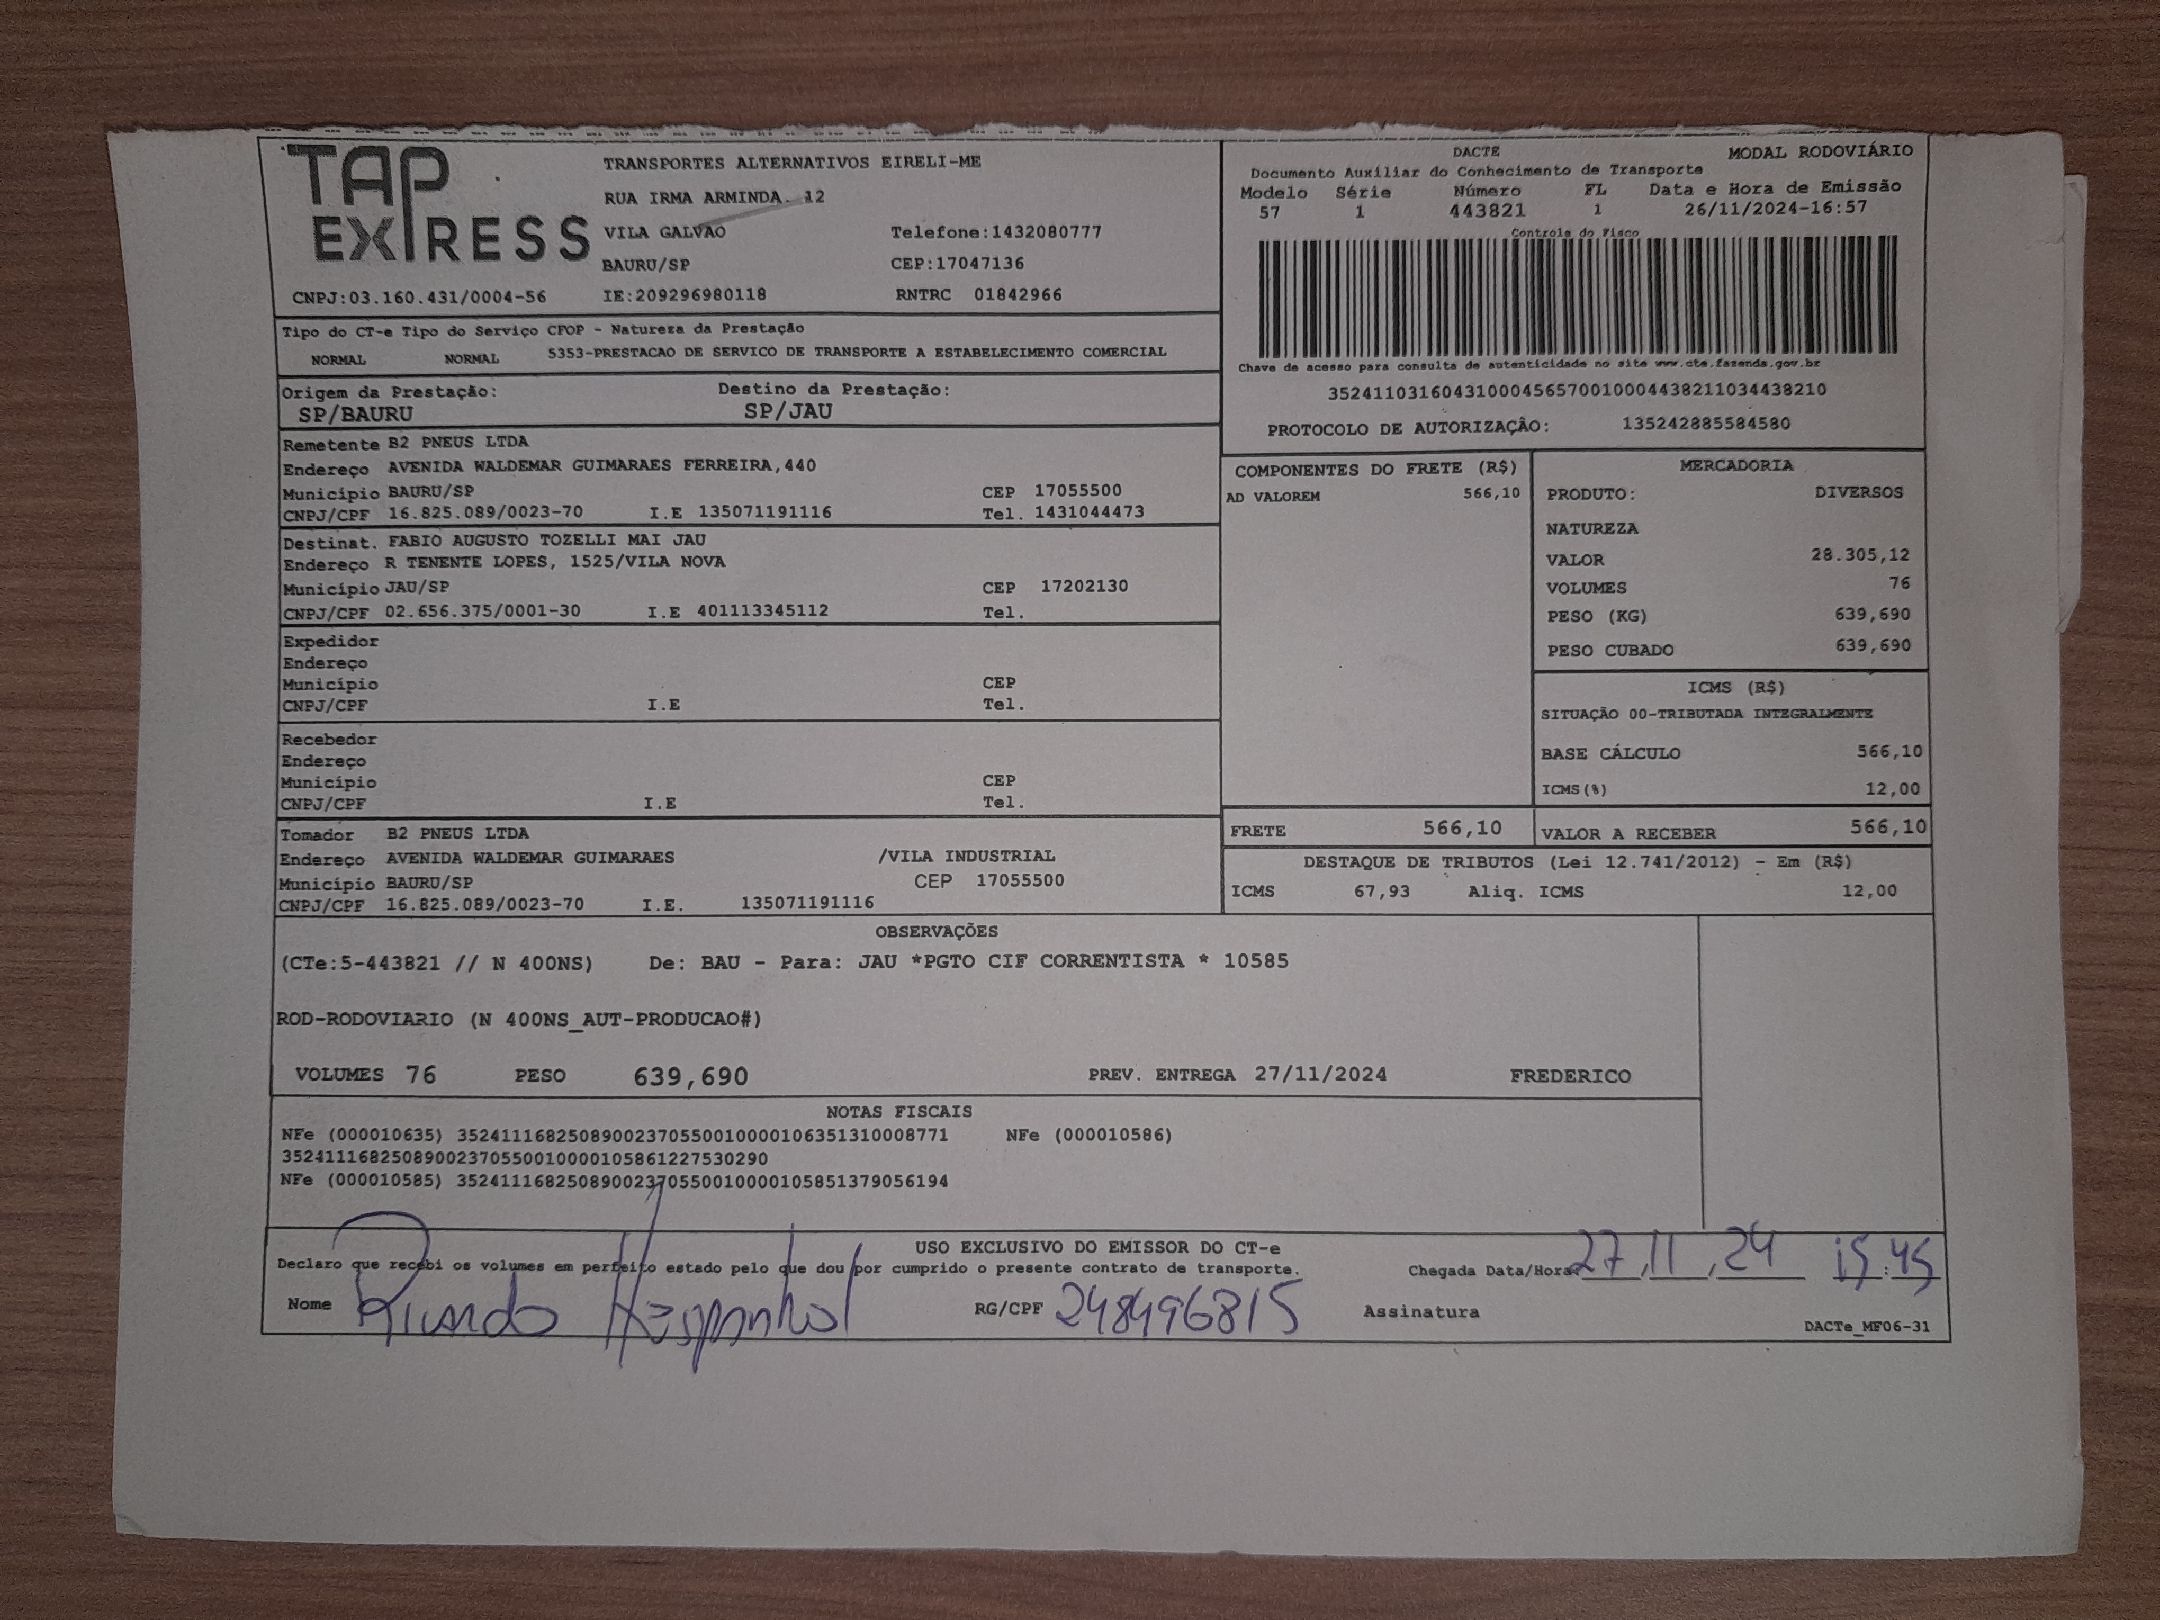 TAP EXPRESS
TRANSPORTES ALTERNATIVOS EIRELI-ME
RUA IRMA ARMINDA. 12
VILA GALVAO Telefone:1432080777
BAURU/SP CEP:17047136
CNPJ:03.160.431/0004-56 IE:209296980118 RNTRC 01842966
DACTE MODAL RODOVIÁRIO
Documento Auxiliar do Conhecimento de Transporte
Modelo Série Número FL Data e Hora de Emissão
57 1 443821 1 26/11/2024-16:57
Controle do Fisco
Chave de acesso para consulta de autenticidade no site www.cte.fazenda.gov.br
35241103160431000456570010004438211034438210
PROTOCOLO DE AUTORIZAÇÃO: 135242885584580
Tipo do CT-e Tipo do Serviço CFOP - Natureza da Prestação
NORMAL NORMAL 5353-PRESTACAO DE SERVICO DE TRANSPORTE A ESTABELECIMENTO COMERCIAL
Origem da Prestação: Destino da Prestação:
SP/BAURU SP/JAU
Remetente B2 PNEUS LTDA
Endereço AVENIDA WALDEMAR GUIMARAES FERREIRA,440
Município BAURU/SP CEP 17055500
CNPJ/CPF 16.825.089/0023-70 I.E 135071191116 Tel. 1431044473
Destinat. FABIO AUGUSTO TOZELLI MAI JAU
Endereço R TENENTE LOPES, 1525/VILA NOVA
Município JAU/SP CEP 17202130
CNPJ/CPF 02.656.375/0001-30 I.E 401113345112 Tel.
Expedidor
Endereço
Município CEP
CNPJ/CPF I.E Tel.
Recebedor
Endereço
Município CEP
CNPJ/CPF I.E Tel.
Tomador B2 PNEUS LTDA
Endereço AVENIDA WALDEMAR GUIMARAES /VILA INDUSTRIAL
Município BAURU/SP CEP 17055500
CNPJ/CPF 16.825.089/0023-70 I.E. 135071191116
COMPONENTES DO FRETE (R$)
AD VALOREM 566,10
MERCADORIA
PRODUTO: DIVERSOS
NATUREZA
VALOR 28.305,12
VOLUMES 76
PESO (KG) 639,690
PESO CUBADO 639,690
ICMS (R$)
SITUAÇÃO 00-TRIBUTADA INTEGRALMENTE
BASE CÁLCULO 566,10
ICMS(%) 12,00
FRETE 566,10 VALOR A RECEBER 566,10
DESTAQUE DE TRIBUTOS (Lei 12.741/2012) - Em (R$)
ICMS 67,93 Aliq. ICMS 12,00
OBSERVAÇÕES
(CTe:5-443821 // N 400NS) De: BAU - Para: JAU *PGTO CIF CORRENTISTA * 10585
ROD-RODOVIARIO (N 400NS_AUT-PRODUCAO#)
VOLUMES 76 PESO 639,690 PREV. ENTREGA 27/11/2024 FREDERICO
NOTAS FISCAIS
NFe (000010635) 35241116825089002370550010000106351310008771 NFe (000010586)
35241116825089002370550010000105861227530290
NFe (000010585) 35241116825089002370550010000105851379056194
USO EXCLUSIVO DO EMISSOR DO CT-e
Declaro que recebi os volumes em perfeito estado pelo que dou por cumprido o presente contrato de transporte. Chegada Data/Hora: 27,11,24 15:45
Nome Ricardo Hespanhol RG/CPF 248496815 Assinatura
DACTe_MF06-31